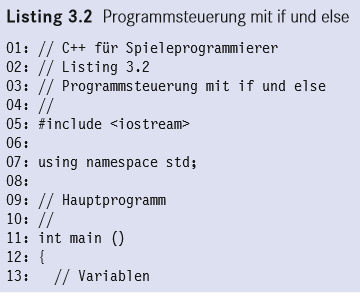 Listing 3.2 Programmsteuerung mit if und else
01: // C++ für Spieleprogrammierer
02: // Listing 3.2
03: // Programmsteuerung mit if und else
04: //
05: #include <iostream>
06:
07: using namespace std;
08:
09: // Hauptprogramm
10: //
11: int main ()
12: {
13:   // Variablen